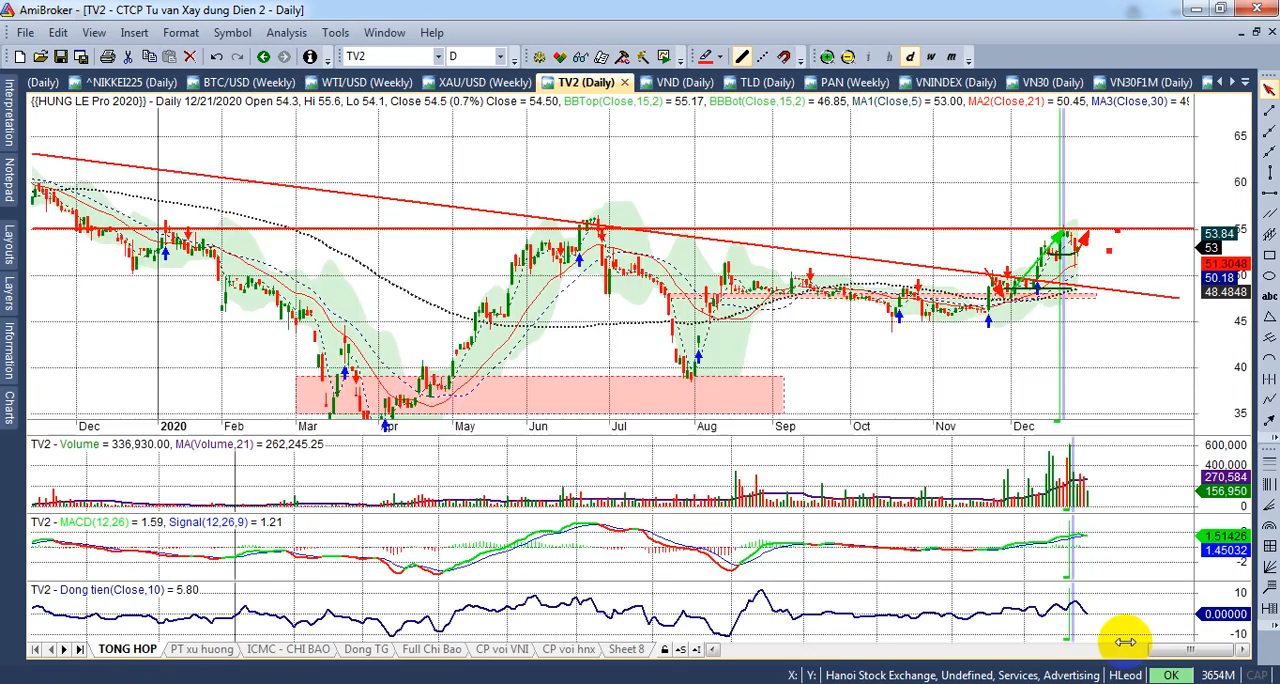 AmiBroker - [TV2 - CTCP Tu van Xay dung Dien 2 - Daily]
File Edit View Insert Format Symbol Analysis Tools Window Help
TV2 D i h d w m
(Daily) ^NIKKEI225 (Daily) BTC/USD (Weekly) WTI/USD (Weekly) XAU/USD (Weekly) TV2 (Daily) VND (Daily) TLD (Daily) PAN (Weekly) VNINDEX (Daily) VN30 (Daily) VN30F1M (Daily)
{{HUNG LE Pro 2020}} - Daily 12/21/2020 Open 54.3, Hi 55.6, Lo 54.1, Close 54.5 (0.7%) Close = 54.50, BBTop(Close,15,2) = 55.17, BBBot(Close,15,2) = 46.85, MA1(Close,5) = 53.00, MA2(Close,21) = 50.45, MA3(Close,30) = 49
Interpretation
Notepad
Layouts
Layers
Information
Charts
abc
65
60
55
53.84
53
51.3048
50
50.18
48.4848
45
40
35
Dec 2020 Feb Mar Apr May Jun Jul Aug Sep Oct Nov Dec
TV2 - Volume = 336,930.00, MA(Volume,21) = 262,245.25
600,000
400,000
270,584
156,950
0
TV2 - MACD(12,26) = 1.59, Signal(12,26,9) = 1.21
1.51426
1.45032
-2
TV2 - Dong tien(Close,10) = 5.80
10
0.00000
-10
TONG HOP PT xu huong ICMC - CHI BAO Dong TG Full Chi Bao CP voi VNI CP voi hnx Sheet 8
X: Y: Hanoi Stock Exchange, Undefined, Services, Advertising HLeod OK 3654M CAP